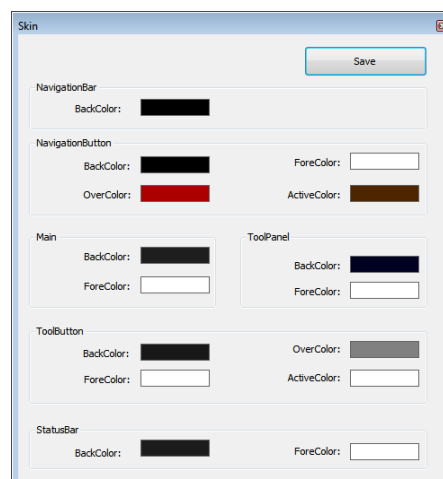 Skin
Save
NavigationBar
BackColor:
NavigationButton
BackColor:
ForeColor:
OverColor:
ActiveColor:
Main
BackColor:
ForeColor:
ToolPanel
BackColor:
ForeColor:
ToolButton
BackColor:
OverColor:
ForeColor:
ActiveColor:
StatusBar
BackColor:
ForeColor: